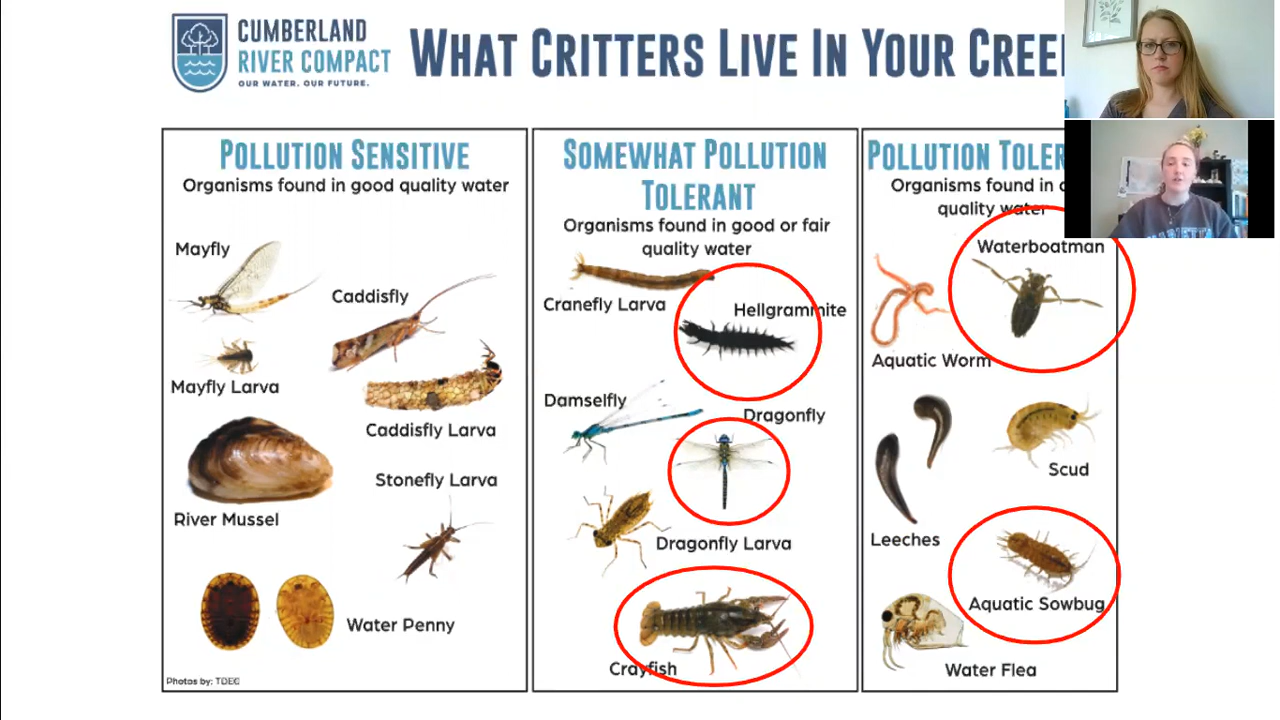 CUMBERLAND
RIVER COMPACT
OUR WATER. OUR FUTURE.
WHAT CRITTERS LIVE IN YOUR CREE
POLLUTION SENSITIVE
Organisms found in good quality water
Mayfly
Caddisfly
Mayfly Larva
Caddisfly Larva
Stonefly Larva
River Mussel
Water Penny
Photos by: TDEC
SOMEWHAT POLLUTION
TOLERANT
Organisms found in good or fair
quality water
Cranefly Larva
Hellgrammite
Damselfly
Dragonfly
Dragonfly Larva
Crayfish
POLLUTION TOLER
Organisms found in
quality water
Waterboatman
Aquatic Worm
Scud
Leeches
Aquatic Sowbug
Water Flea